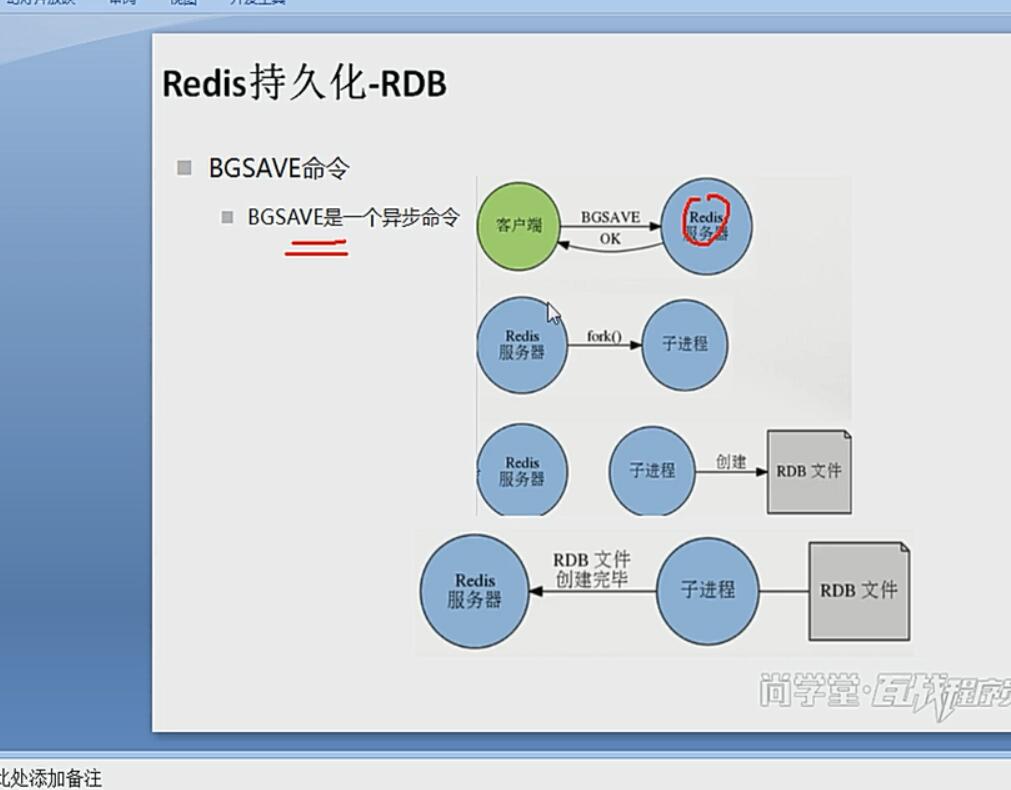 Redis持久化-RDB
BGSAVE命令
BGSAVE是一个异步命令
客户端
BGSAVE
OK
Redis
服务器
Redis
服务器
fork()
子进程
Redis
服务器
子进程
创建
RDB 文件
Redis
服务器
RDB 文件
创建完毕
子进程
RDB 文件
尚学堂·百战程序员
此处添加备注